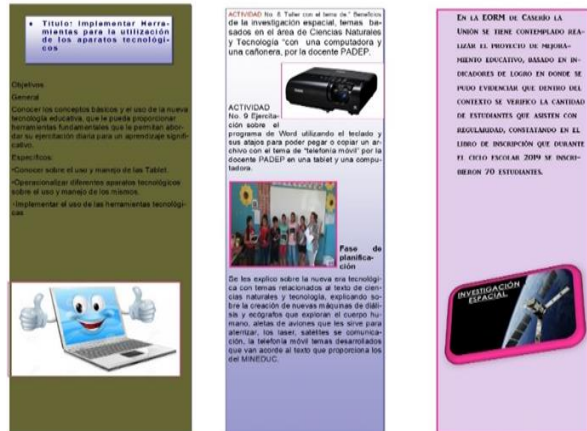 • Titulo: Implementar Herra-
mientas para la utilización
de los aparatos tecnológi-
cos
Objetivos
General
Conocer los conceptos básicos y el uso de la nueva
tecnología educativa, que le pueda proporcionar
herramientas fundamentales que le permitan abor-
dar su ejercitación diaria para un aprendizaje signifi-
cativo.
Específicos:
•Conocer sobre el uso y manejo de las Tablet.
•Operacionalizar diferentes aparatos tecnológicos
sobre el uso y manejo de los mismos.
•Implementar el uso de las herramientas tecnológi-
cas
ACTIVIDAD No. 8 Taller con el tema de " Beneficios
de la investigación espacial, temas ba-
sados en el área de Ciencias Naturales
y Tecnología "con una computadora y
una cañonera, por la docente PADEP.
ACTIVIDAD
No. 9 Ejercita-
ción sobre el
programa de Word utilizando el teclado y
sus atajos para poder pegar o copiar un ar-
chivo con el tema de "telefonía móvil" por la
docente PADEP en una tablet y una compu-
tadora.
Fase de
planifica-
ción
Se les explico sobre la nueva era tecnológi-
ca con temas relacionados al texto de cien-
cias naturales y tecnología, explicando so-
bre la creación de nuevas máquinas de diáli-
sis y ecógrafos que exploran el cuerpo hu-
mano, aletas de aviones que les sirve para
aterrizar, los laser, satélites se comunica-
ción, la telefonía móvil temas desarrollados
que van acorde al texto que proporciona los
del MINEDUC.
En la EORM de Caserío La
Unión se tiene contemplado rea-
lizar el proyecto de mejora-
miento educativo, basado en in-
dicadores de logro en donde se
pudo evidenciar que dentro del
contexto se verifico la cantidad
de estudiantes que asisten con
regularidad, constatando en el
libro de inscripción que durante
el ciclo escolar 2019 se inscri-
bieron 70 estudiantes.
INVESTIGACIÓN
ESPACIAL